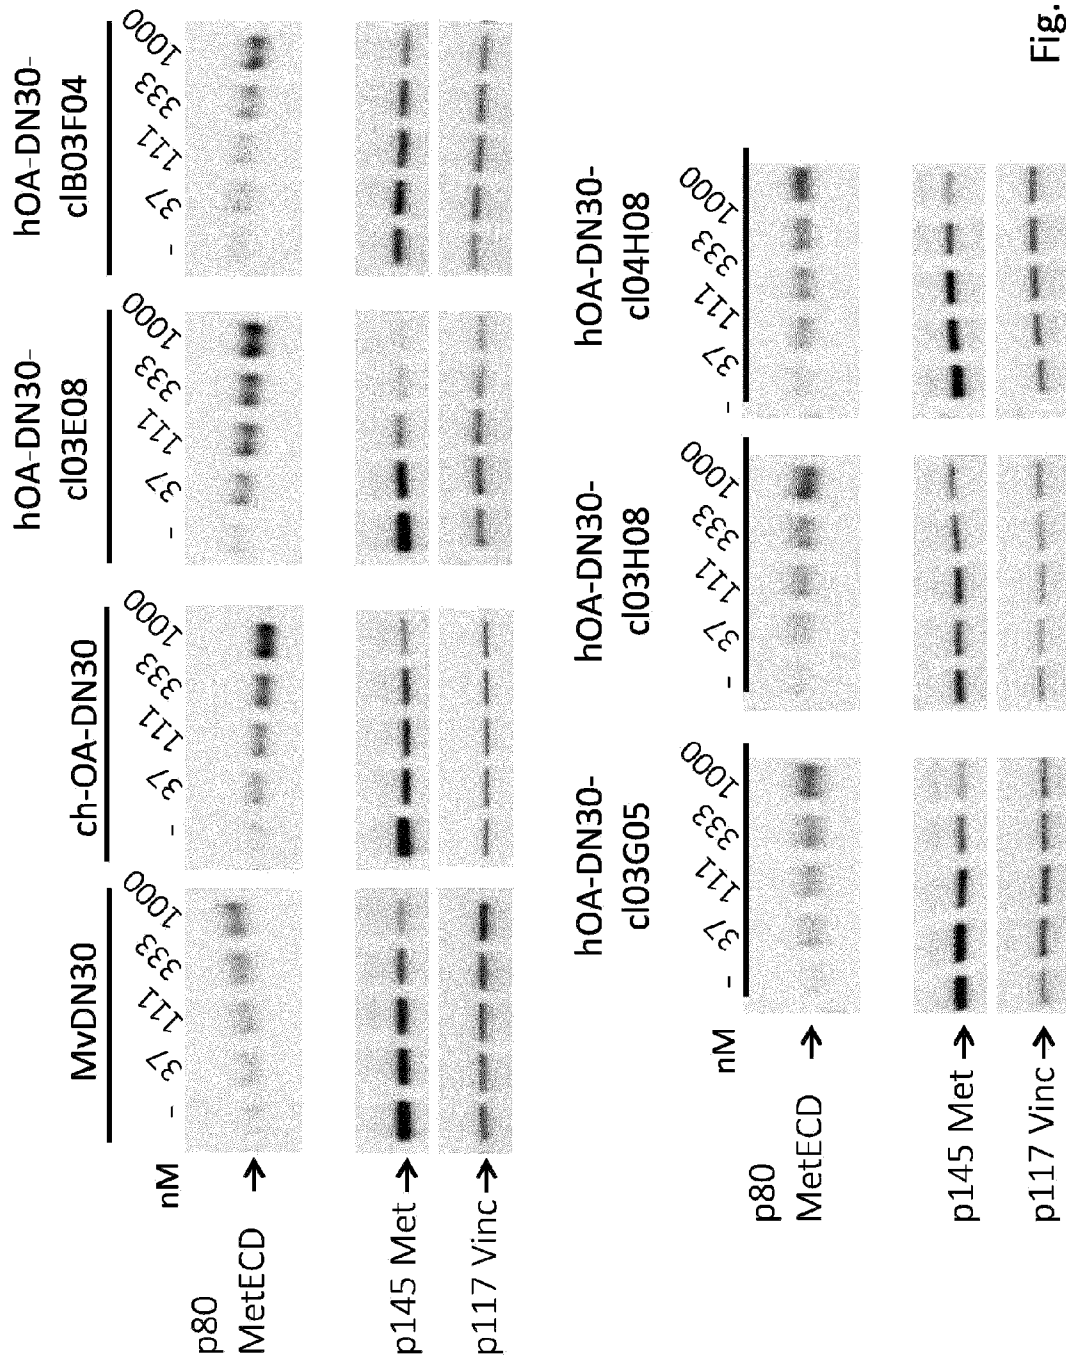 MvDN30
ch-OA-DN30
hOA-DN30-
cl03E08
hOA-DN30-
clB03F04
nM
- 37 111 333 1000
- 37 111 333 1000
- 37 111 333 1000
- 37 111 333 1000
p80
MetECD →
p145 Met →
p117 Vinc →
hOA-DN30-
cl03G05
hOA-DN30-
cl03H08
hOA-DN30-
cl04H08
nM
- 37 111 333 1000
- 37 111 333 1000
- 37 111 333 1000
p80
MetECD →
p145 Met →
p117 Vinc →
Fig.